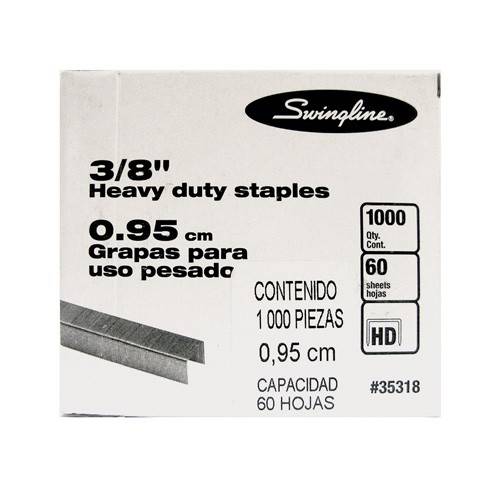 Swingline®
3/8"
Heavy duty staples
0.95 cm
Grapas para
uso pesado
1000
Qty.
Cont.
60
sheets
hojas
HD
CONTENIDO
1 000 PIEZAS
0,95 cm
CAPACIDAD
60 HOJAS
#35318